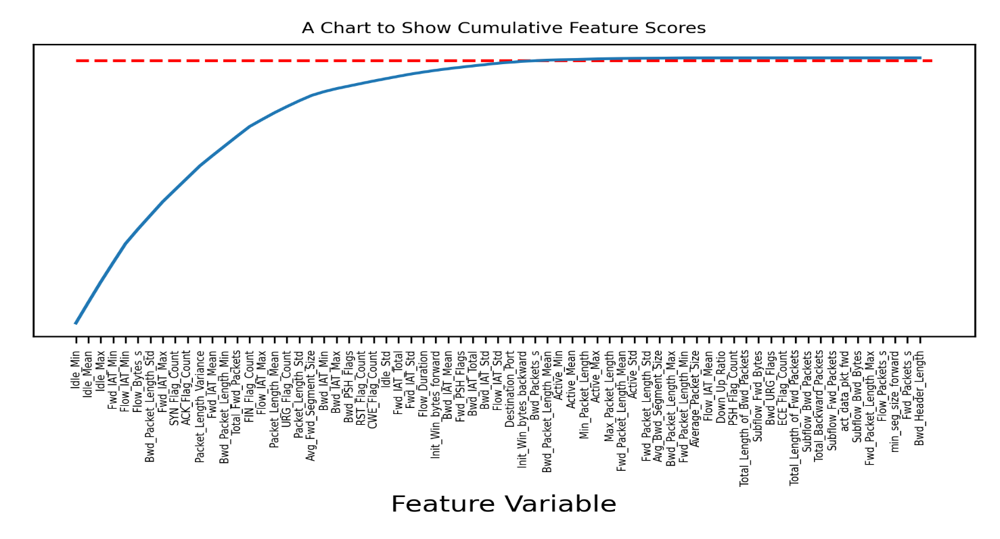 A Chart to Show Cumulative Feature Scores
Idle_Min
Idle_Mean
Idle_Max
Fwd_IAT_Min
Flow_IAT_Min
Flow_Bytes_s
Bwd_Packet_Length_Std
Fwd_IAT_Max
SYN_Flag_Count
ACK_Flag_Count
Packet_Length_Variance
Fwd_IAT_Mean
Bwd_Packet_Length_Min
Total_Fwd_Packets
FIN_Flag_Count
Flow_IAT_Max
Packet_Length_Mean
URG_Flag_Count
Packet_Length_Std
Avg_Fwd_Segment_Size
Bwd_IAT_Min
Bwd_IAT_Max
Bwd_PSH_Flags
RST_Flag_Count
CWE_Flag_Count
Idle_Std
Fwd_IAT_Total
Fwd_IAT_Std
Flow_Duration
Init_Win_bytes_forward
Bwd_IAT_Mean
Fwd_PSH_Flags
Bwd_IAT_Total
Bwd_IAT_Std
Flow_IAT_Std
Destination_Port
Init_Win_bytes_backward
Bwd_Packets_s
Bwd_Packet_Length_Mean
Active_Min
Active_Mean
Min_Packet_Length
Active_Max
Max_Packet_Length
Fwd_Packet_Length_Mean
Active_Std
Fwd_Packet_Length_Std
Avg_Bwd_Segment_Size
Bwd_Packet_Length_Max
Fwd_Packet_Length_Min
Average_Packet_Size
Flow_IAT_Mean
Down_Up_Ratio
PSH_Flag_Count
Total_Length_of_Bwd_Packets
Subflow_Fwd_Bytes
Bwd_URG_Flags
ECE_Flag_Count
Total_Length_of_Fwd_Packets
Subflow_Bwd_Packets
Total_Backward_Packets
Subflow_Fwd_Packets
act_data_pkt_fwd
Subflow_Bwd_Bytes
Fwd_Packet_Length_Max
Flow_Packets_s
min_seg_size_forward
Fwd_Packets_s
Bwd_Header_Length
Feature Variable